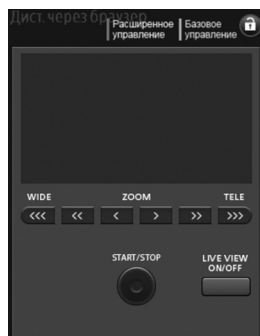 Дист. через браузер
Расширенное
управление
Базовое
управление
WIDE ZOOM TELE
<<< << < > >> >>>
START/STOP
LIVE VIEW
ON/OFF